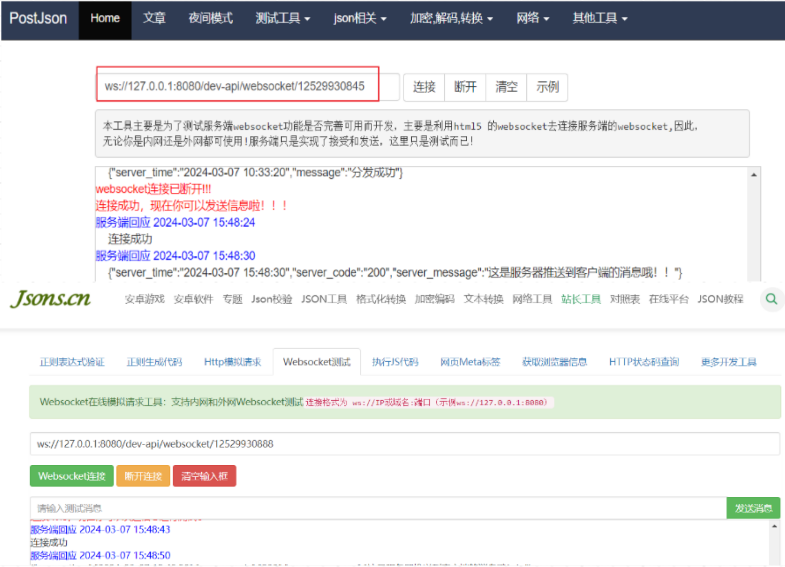 PostJson Home 文章 夜间模式 测试工具 json相关 加密,解码,转换 网络 其他工具
ws://127.0.0.1:8080/dev-api/websocket/12529930845 连接 断开 清空 示例
本工具主要是为了测试服务端websocket功能是否完善可用而开发，主要是利用html5 的websocket去连接服务端的websocket,因此，
无论你是内网还是外网都可使用!服务端只是实现了接受和发送，这里只是测试而已!
{"server_time":"2024-03-07 10:33:20","message":"分发成功"}
websocket连接已断开!!!
连接成功，现在你可以发送信息啦！！！
服务端回应 2024-03-07 15:48:24
连接成功
服务端回应 2024-03-07 15:48:30
{"server_time":"2024-03-07 15:48:30","server_code":"200","server_message":"这是服务器推送到客户端的消息哦！！"}
Jsons.cn 安卓游戏 安卓软件 专题 Json校验 JSON工具 格式化转换 加密编码 文本转换 网络工具 站长工具 对照表 在线平台 JSON教程
正则表达式验证 正则生成代码 Http模拟请求 Websocket测试 执行JS代码 网页Meta标签 获取浏览器信息 HTTP状态码查询 更多开发工具
Websocket在线模拟请求工具：支持内网和外网Websocket测试 连接格式为 ws://IP或域名:端口（示例ws://127.0.0.1:8080）
ws://127.0.0.1:8080/dev-api/websocket/12529930888
Websocket连接 断开连接 清空输入框
请输入测试消息 发送消息
服务端回应 2024-03-07 15:48:43
连接成功
服务端回应 2024-03-07 15:48:50